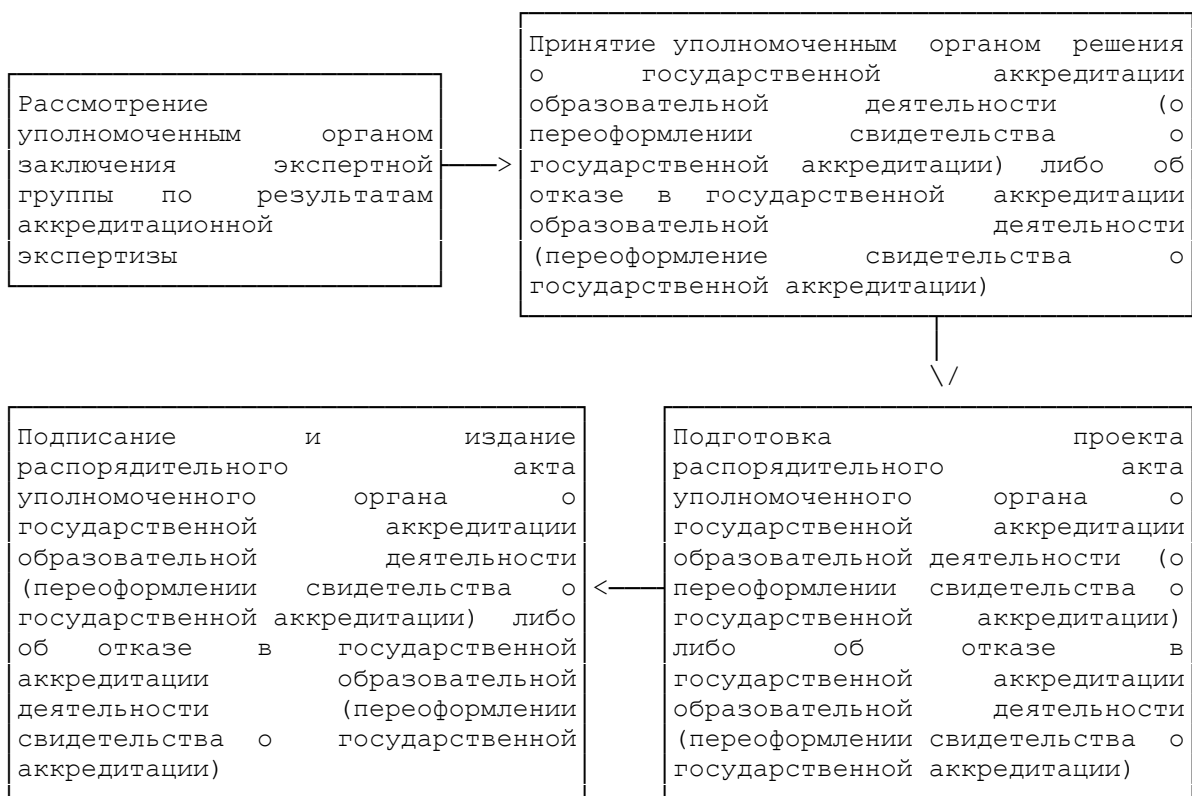 Рассмотрение
уполномоченным органом
заключения экспертной
группы по результатам
аккредитационной
экспертизы
Принятие уполномоченным органом решения
о государственной аккредитации
образовательной деятельности (о
переоформлении свидетельства о
государственной аккредитации) либо об
отказе в государственной аккредитации
образовательной деятельности
(переоформление свидетельства о
государственной аккредитации)
Подписание и издание
распорядительного акта
уполномоченного органа о
государственной аккредитации
образовательной деятельности
(переоформлении свидетельства о
государственной аккредитации) либо
об отказе в государственной
аккредитации образовательной
деятельности (переоформлении
свидетельства о государственной
аккредитации)
Подготовка проекта
распорядительного акта
уполномоченного органа о
государственной аккредитации
образовательной деятельности (о
переоформлении свидетельства о
государственной аккредитации)
либо об отказе в
государственной аккредитации
образовательной деятельности
(переоформлении свидетельства о
государственной аккредитации)